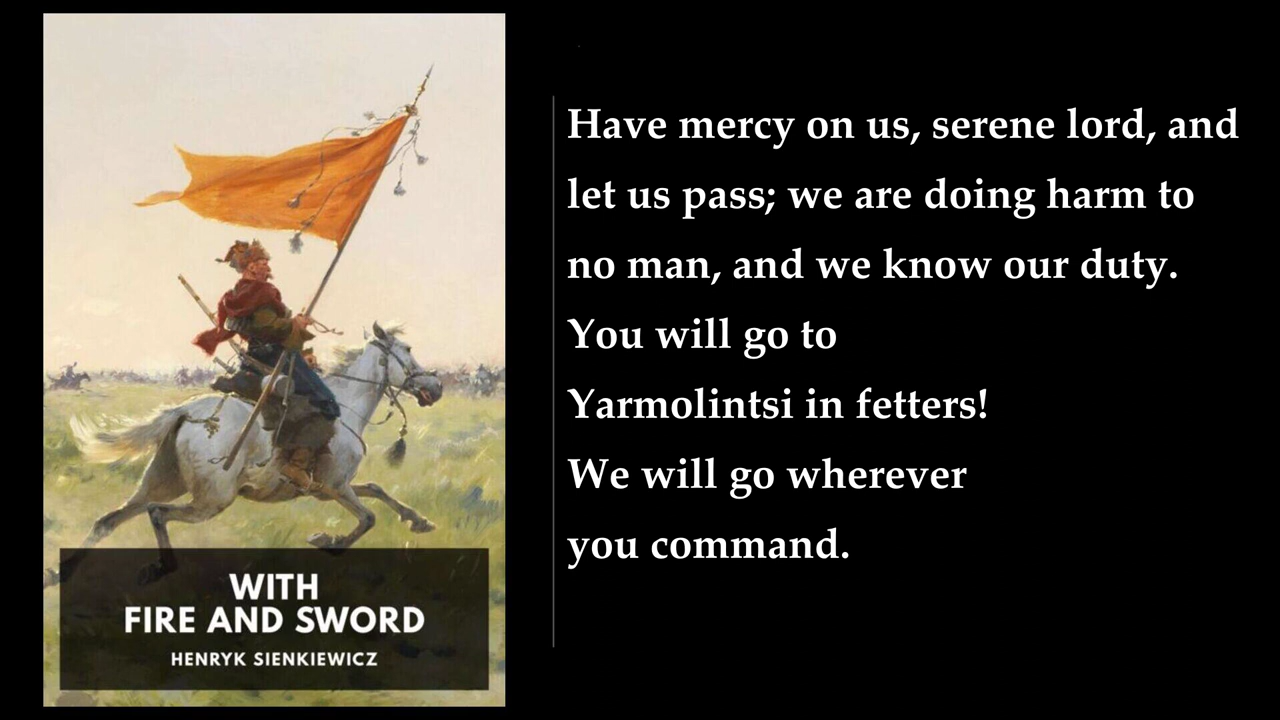 Have mercy on us, serene lord, and
let us pass; we are doing harm to
no man, and we know our duty.
You will go to
Yarmolintsi in fetters!
We will go wherever
you command.
WITH
FIRE AND SWORD
HENRYK SIENKIEWICZ